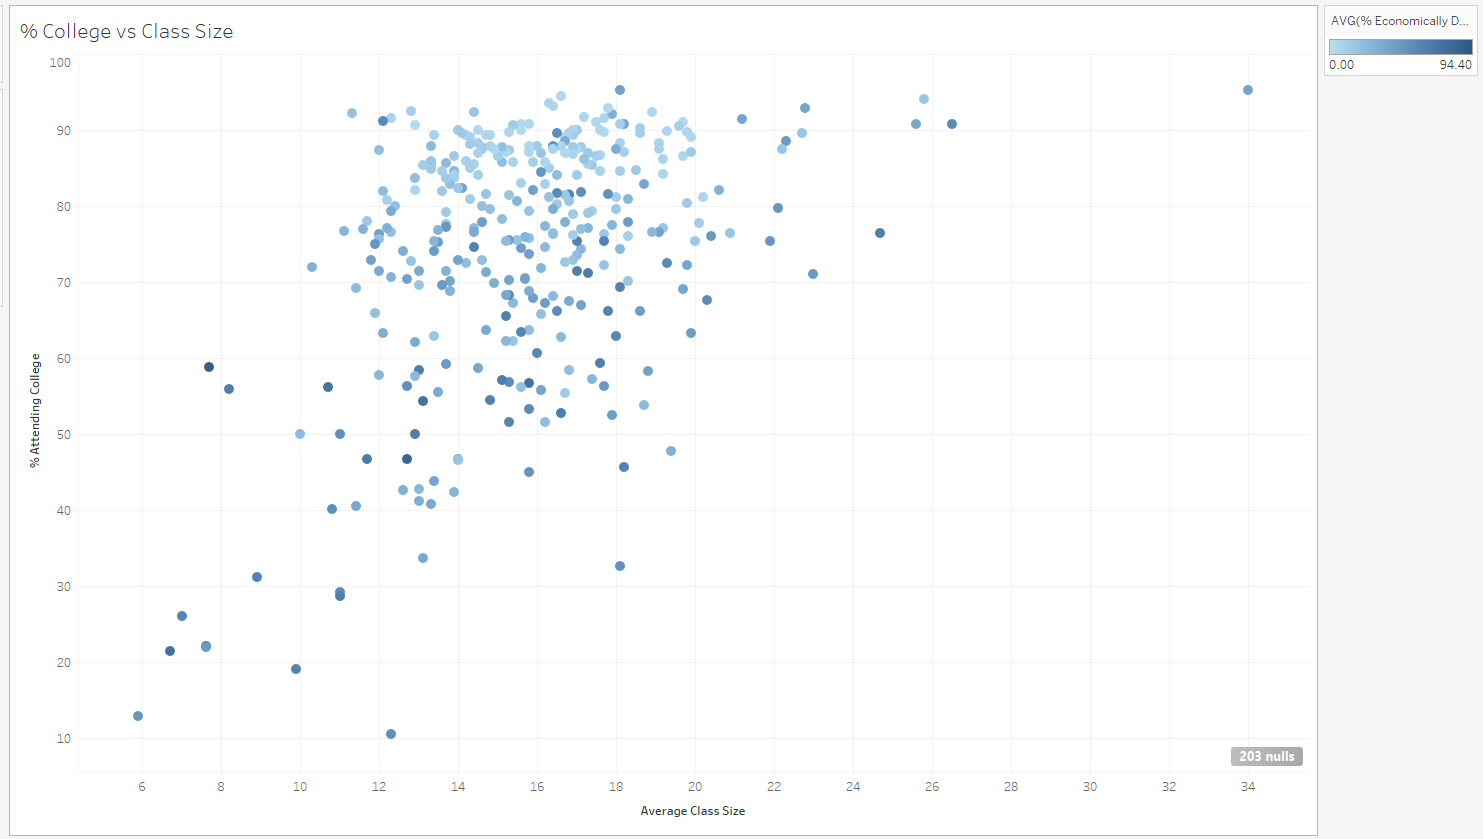 % College vs Class Size
AVG(% Economically D...
0.00 94.40
100
90
80
70
60
50
40
30
20
10
% Attending College
203 nulls
6 8 10 12 14 16 18 20 22 24 26 28 30 32 34
Average Class Size